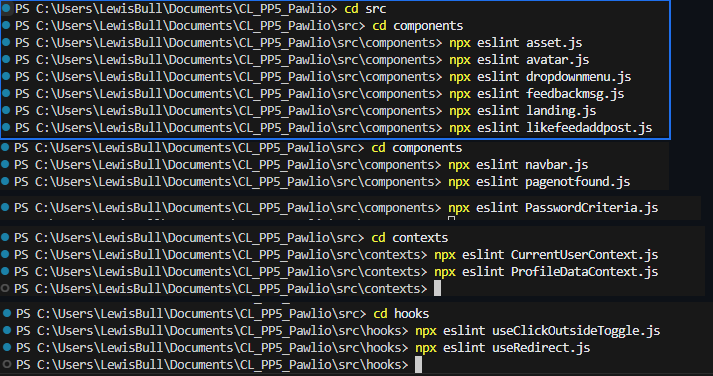 PS C:\Users\LewisBull\Documents\CL_PP5_Pawlio> cd src
PS C:\Users\LewisBull\Documents\CL_PP5_Pawlio\src> cd components
PS C:\Users\LewisBull\Documents\CL_PP5_Pawlio\src\components> npx eslint asset.js
PS C:\Users\LewisBull\Documents\CL_PP5_Pawlio\src\components> npx eslint avatar.js
PS C:\Users\LewisBull\Documents\CL_PP5_Pawlio\src\components> npx eslint dropdownmenu.js
PS C:\Users\LewisBull\Documents\CL_PP5_Pawlio\src\components> npx eslint feedbackmsg.js
PS C:\Users\LewisBull\Documents\CL_PP5_Pawlio\src\components> npx eslint landing.js
PS C:\Users\LewisBull\Documents\CL_PP5_Pawlio\src\components> npx eslint likefeedaddpost.js
PS C:\Users\LewisBull\Documents\CL_PP5_Pawlio\src> cd components
PS C:\Users\LewisBull\Documents\CL_PP5_Pawlio\src\components> npx eslint navbar.js
PS C:\Users\LewisBull\Documents\CL_PP5_Pawlio\src\components> npx eslint pagenotfound.js
PS C:\Users\LewisBull\Documents\CL_PP5_Pawlio\src\components> npx eslint PasswordCriteria.js
PS C:\Users\LewisBull\Documents\CL_PP5_Pawlio\src> cd contexts
PS C:\Users\LewisBull\Documents\CL_PP5_Pawlio\src\contexts> npx eslint CurrentUserContext.js
PS C:\Users\LewisBull\Documents\CL_PP5_Pawlio\src\contexts> npx eslint ProfileDataContext.js
PS C:\Users\LewisBull\Documents\CL_PP5_Pawlio\src\contexts>
PS C:\Users\LewisBull\Documents\CL_PP5_Pawlio\src> cd hooks
PS C:\Users\LewisBull\Documents\CL_PP5_Pawlio\src\hooks> npx eslint useClickOutsideToggle.js
PS C:\Users\LewisBull\Documents\CL_PP5_Pawlio\src\hooks> npx eslint useRedirect.js
PS C:\Users\LewisBull\Documents\CL_PP5_Pawlio\src\hooks>